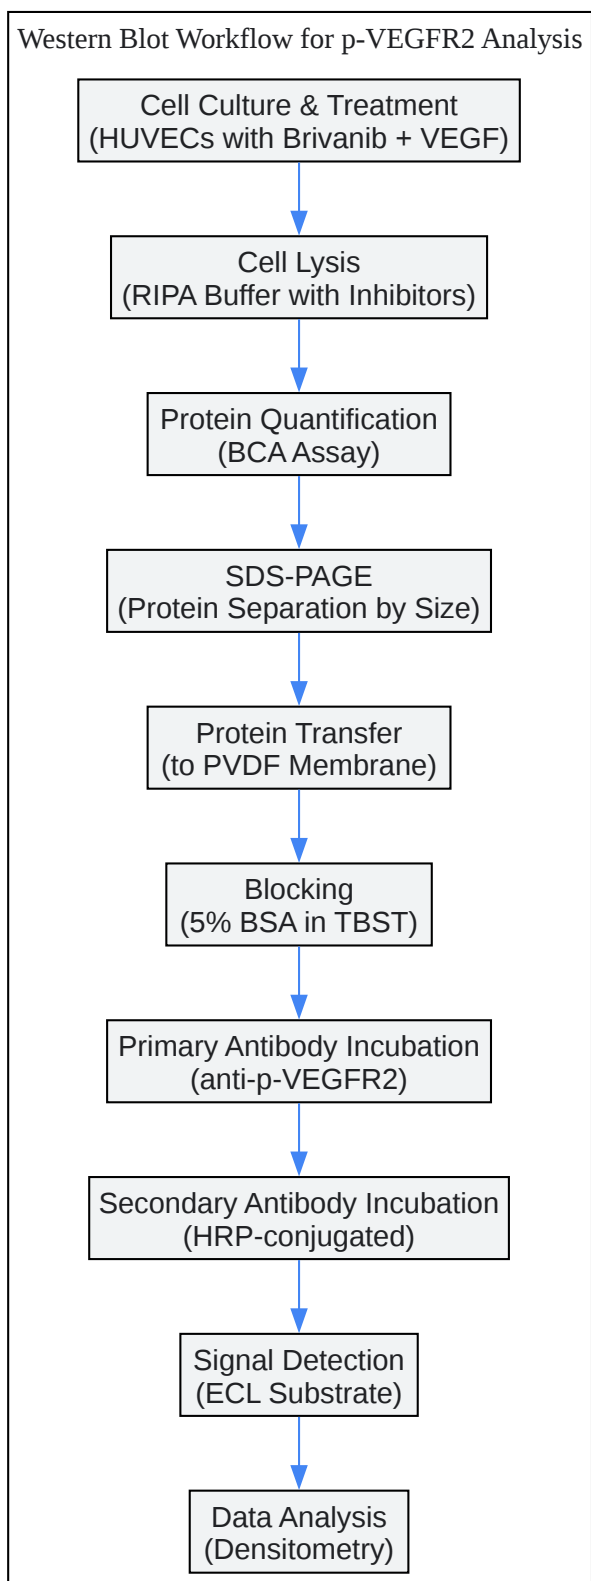 Western Blot Workflow for p-VEGFR2 Analysis
Cell Culture & Treatment
(HUVECs with Brivanib + VEGF)
Cell Lysis
(RIPA Buffer with Inhibitors)
Protein Quantification
(BCA Assay)
SDS-PAGE
(Protein Separation by Size)
Protein Transfer
(to PVDF Membrane)
Blocking
(5% BSA in TBST)
Primary Antibody Incubation
(anti-p-VEGFR2)
Secondary Antibody Incubation
(HRP-conjugated)
Signal Detection
(ECL Substrate)
Data Analysis
(Densitometry)